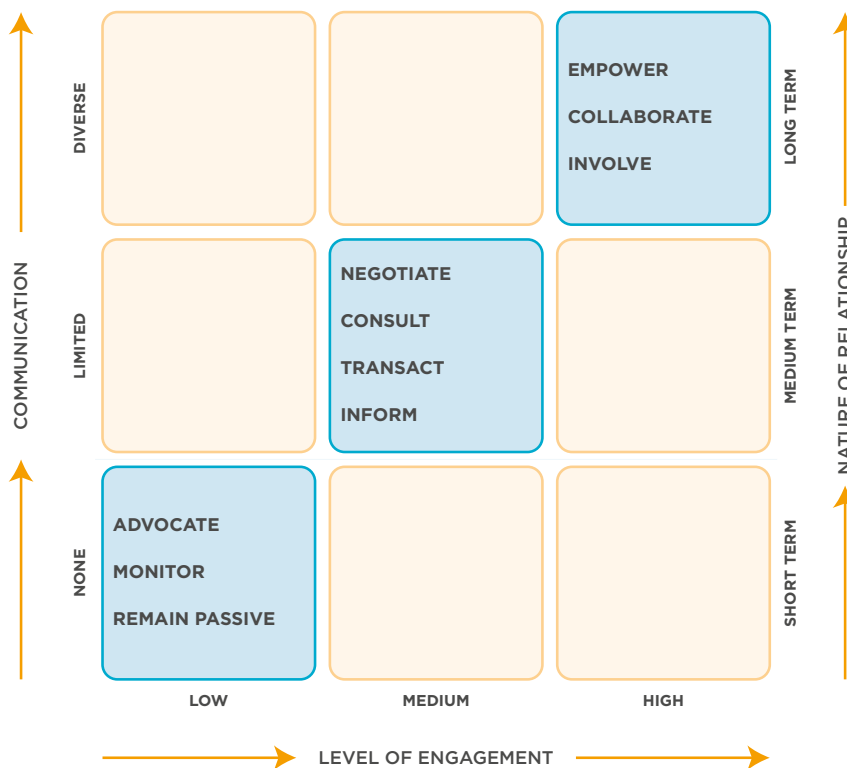 DIVERSE
EMPOWER
COLLABORATE
INVOLVE
LONG TERM
COMMUNICATION
LIMITED
NEGOTIATE
CONSULT
TRANSACT
INFORM
MEDIUM TERM
NATURE OF RELATIONSHIP
NONE
ADVOCATE
MONITOR
REMAIN PASSIVE
SHORT TERM
LOW
MEDIUM
HIGH
LEVEL OF ENGAGEMENT